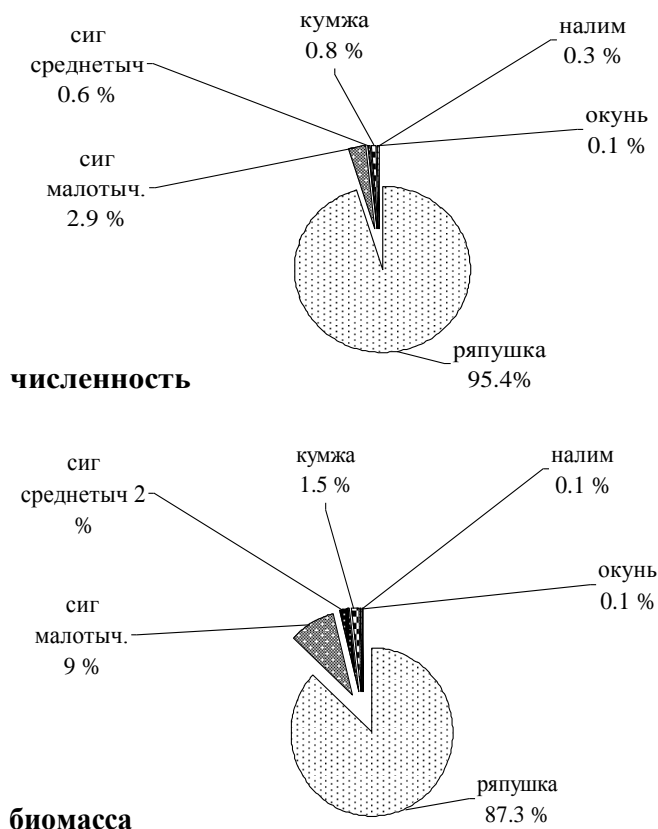 сиг
среднетыч
0.6 %
кумжа
0.8 %
налим
0.3 %
окунь
0.1 %
сиг
малотыч.
2.9 %
ряпушка
95.4%
численность
сиг
среднетыч 2
%
кумжа
1.5 %
налим
0.1 %
окунь
0.1 %
сиг
малотыч.
9 %
ряпушка
87.3 %
биомасса